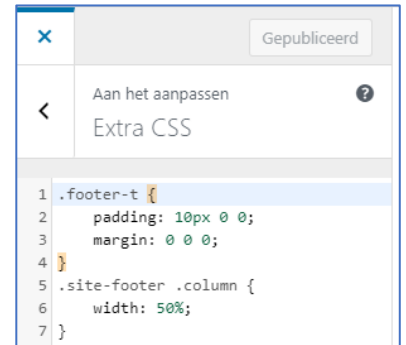 ×
Gepubliceerd
<
Aan het aanpassen
?
Extra CSS
1 .footer-t {
2     padding: 10px 0 0;
3     margin: 0 0 0;
4 }
5 .site-footer .column {
6     width: 50%;
7 }